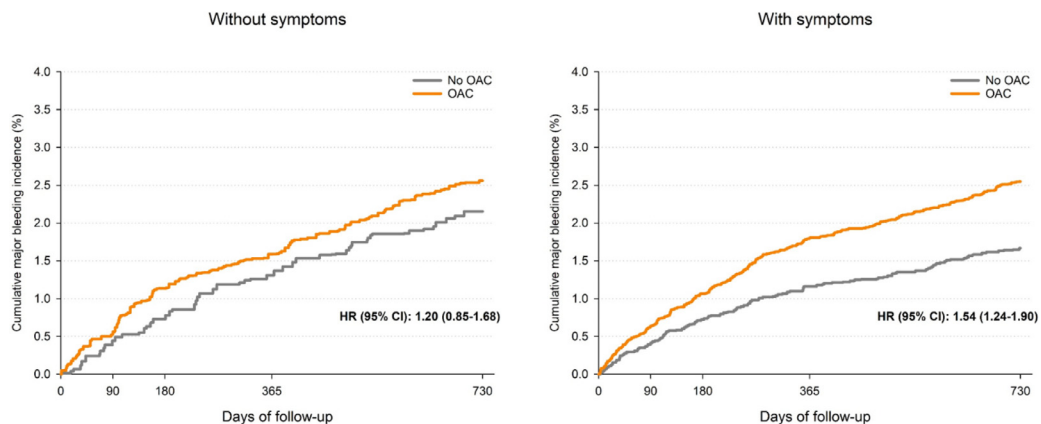 Without symptoms
Cumulative major bleeding incidence (%)
4.0
3.5
3.0
2.5
2.0
1.5
1.0
0.5
0.0
No OAC
OAC
HR (95% CI): 1.20 (0.85-1.68)
0 90 180 365 730
Days of follow-up
With symptoms
Cumulative major bleeding incidence (%)
4.0
3.5
3.0
2.5
2.0
1.5
1.0
0.5
0.0
No OAC
OAC
HR (95% CI): 1.54 (1.24-1.90)
0 90 180 365 730
Days of follow-up